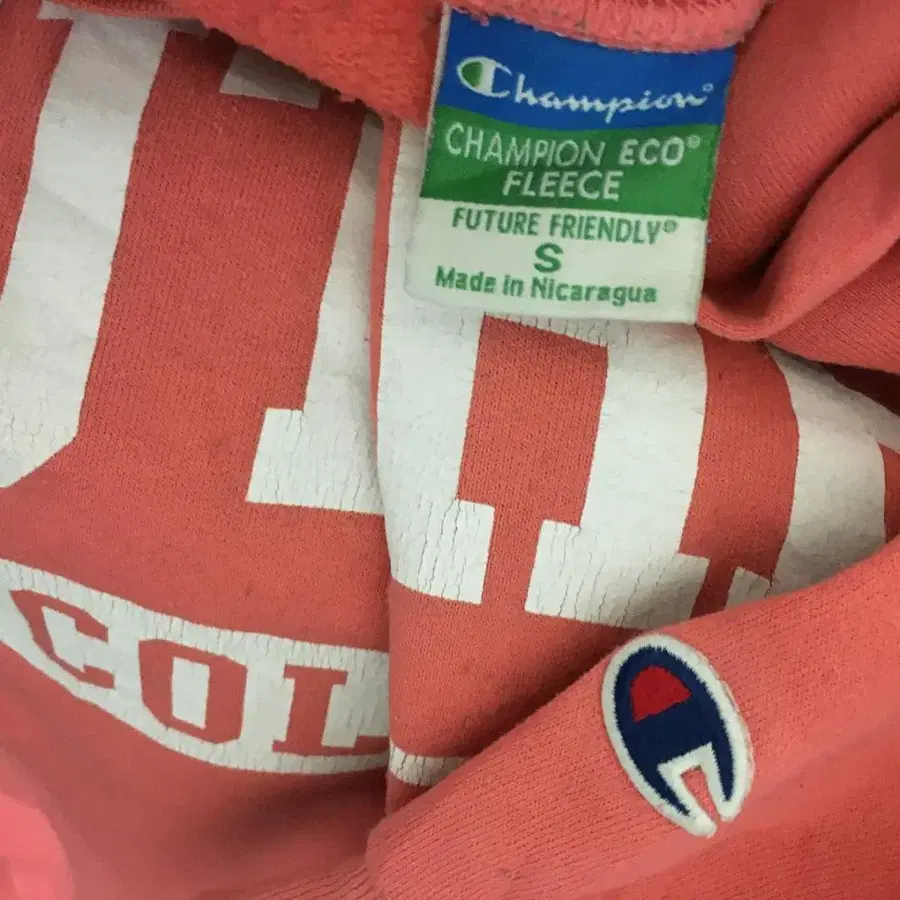 Champion
CHAMPION ECO®
FLEECE
FUTURE FRIENDLY®
S
Made in Nicaragua
COL